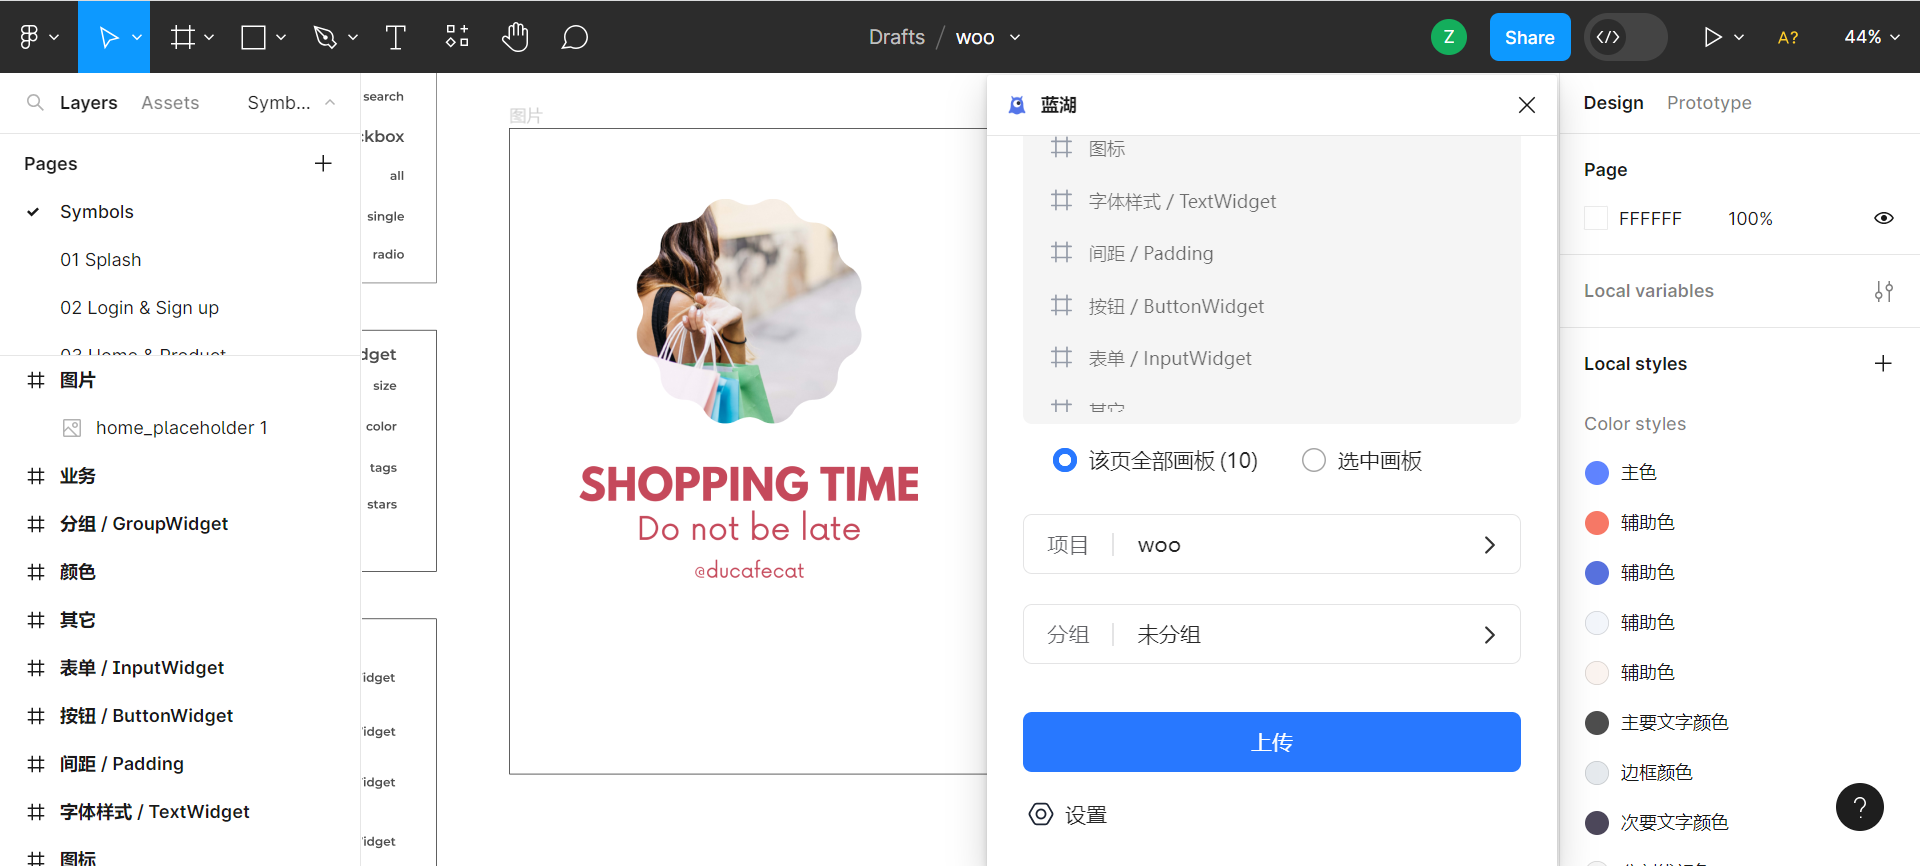 Drafts / woo
Z
Share
A?
44%
Layers
Assets
Symb...
Pages
Symbols
01 Splash
02 Login & Sign up
03 Home & Product
图片
home_placeholder 1
业务
分组 / GroupWidget
颜色
其它
表单 / InputWidget
按钮 / ButtonWidget
间距 / Padding
字体样式 / TextWidget
图标
search
kbox
all
single
radio
dget
size
color
tags
stars
idget
idget
idget
idget
图片
SHOPPING TIME
Do not be late
@ducafecat
蓝湖
图标
字体样式 / TextWidget
间距 / Padding
按钮 / ButtonWidget
表单 / InputWidget
其它
该页全部画板 (10)
选中画板
项目
woo
分组
未分组
上传
设置
Design
Prototype
Page
FFFFFF
100%
Local variables
Local styles
Color styles
主色
辅助色
辅助色
辅助色
辅助色
主要文字颜色
边框颜色
次要文字颜色
?